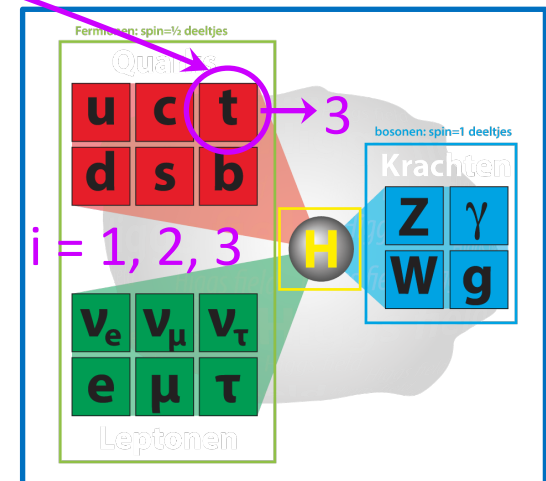 Fermionen: spin=½ deeltjes
Quarks
u c t
3
d s b
i = 1, 2, 3
bosonen: spin=1 deeltjes
Krachten
Z γ
W g
H
νe νμ ντ
e μ τ
Leptonen